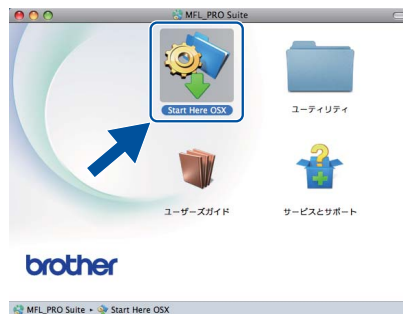 MFL_PRO Suite
Start Here OSX
ユーティリティ
ユーザーズガイド
サービスとサポート
brother
MFL_PRO Suite ▸ Start Here OSX